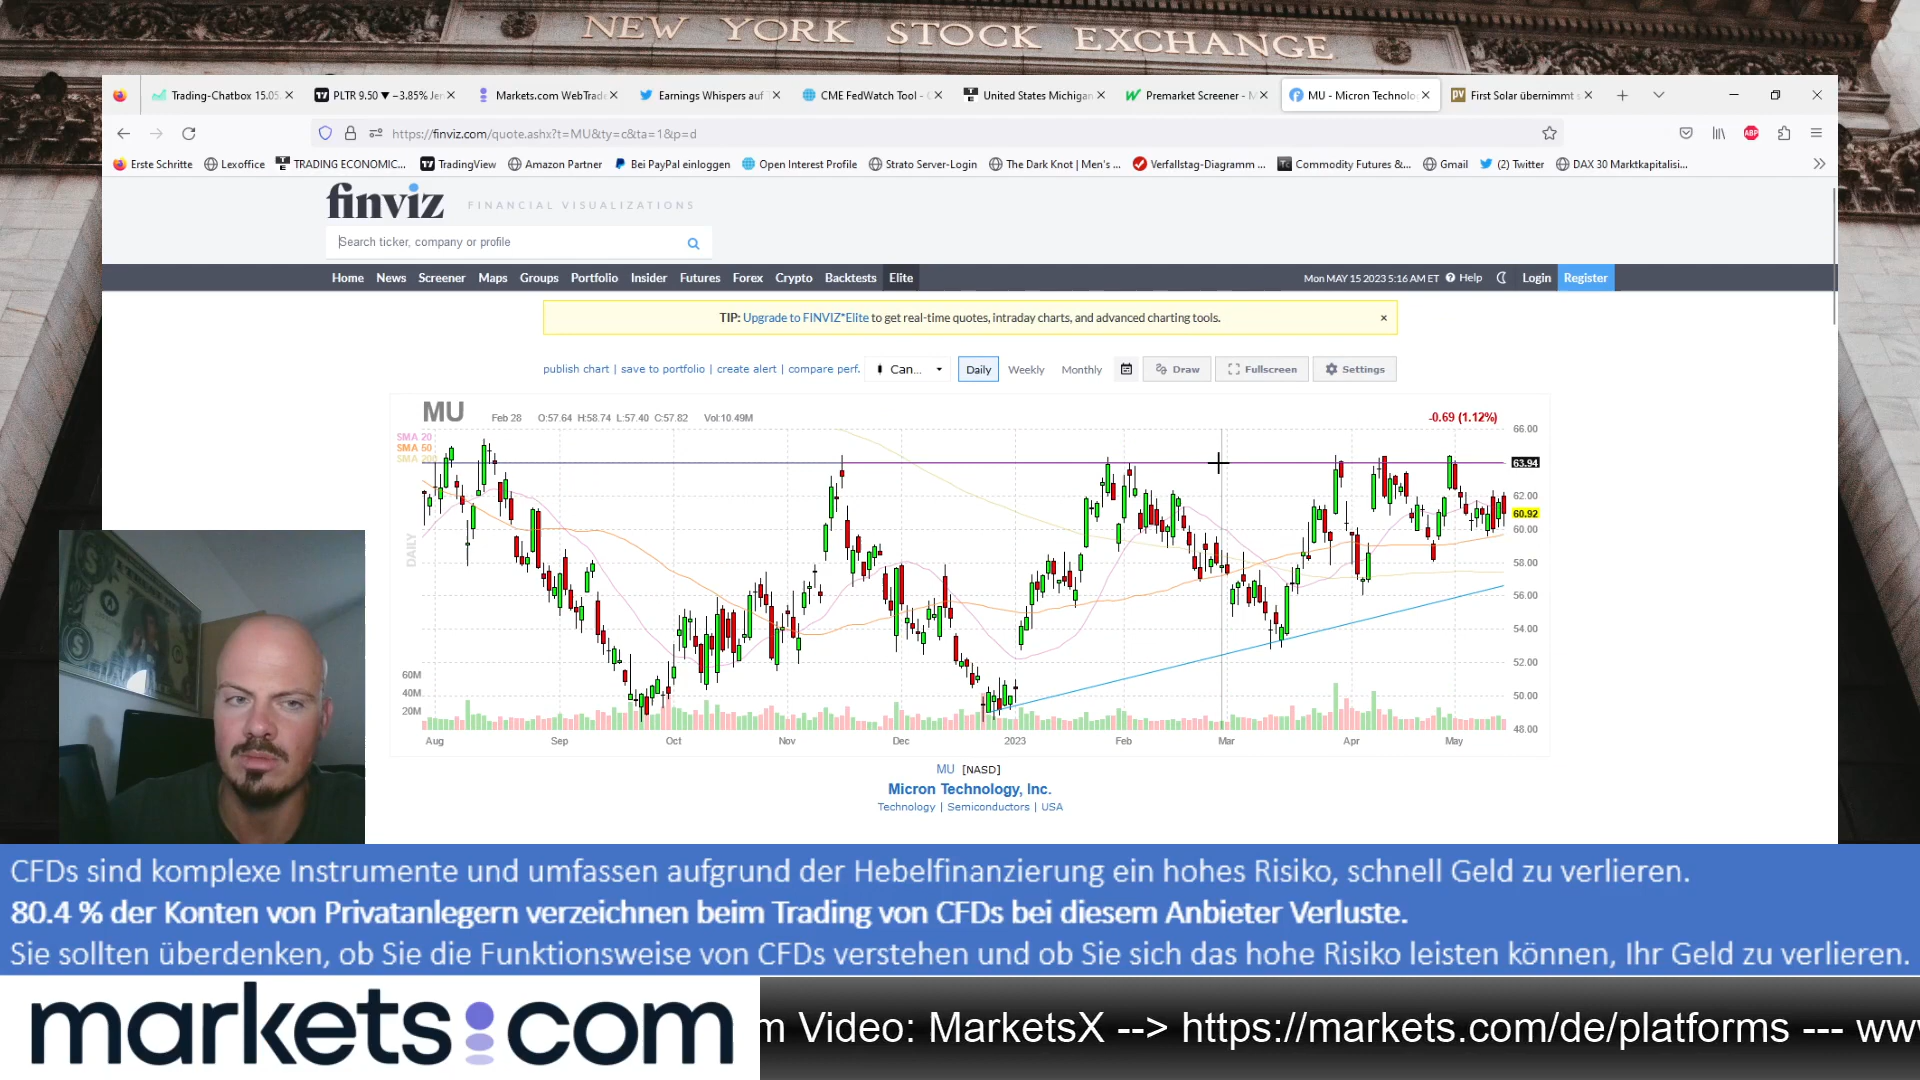 NEW YORK STOCK EXCHANGE
Trading-Chatbox 15.05.
PLTR 9.50 ▼ −3.85% Jer
Markets.com WebTrade
Earnings Whispers auf
CME FedWatch Tool - C
United States Michigan
Premarket Screener - M
MU - Micron Technolo
First Solar übernimmt s
https://finviz.com/quote.ashx?t=MU&ty=c&ta=1&p=d
Erste Schritte
Lexoffice
TRADING ECONOMIC...
TradingView
Amazon Partner
Bei PayPal einloggen
Open Interest Profile
Strato Server-Login
The Dark Knot | Men's ...
Verfallstag-Diagramm ...
Commodity Futures &...
Gmail
(2) Twitter
DAX 30 Marktkapitalisi...
finviz FINANCIAL VISUALIZATIONS
Search ticker, company or profile
Home News Screener Maps Groups Portfolio Insider Futures Forex Crypto Backtests Elite
Mon MAY 15 2023 5:16 AM ET Help Login Register
TIP: Upgrade to FINVIZ*Elite to get real-time quotes, intraday charts, and advanced charting tools. ×
publish chart | save to portfolio | create alert | compare perf.
Can... Daily Weekly Monthly Draw Fullscreen Settings
MU Feb 28 O:57.64 H:58.74 L:57.40 C:57.82 Vol:10.49M -0.69 (1.12%)
SMA 20
SMA 50
SMA 200
DAILY
66.00
63.94
62.00
60.92
60.00
58.00
56.00
54.00
52.00
50.00
48.00
60M
40M
20M
Aug Sep Oct Nov Dec 2023 Feb Mar Apr May
MU [NASD]
Micron Technology, Inc.
Technology | Semiconductors | USA
CFDs sind komplexe Instrumente und umfassen aufgrund der Hebelfinanzierung ein hohes Risiko, schnell Geld zu verlieren.
80.4 % der Konten von Privatanlegern verzeichnen beim Trading von CFDs bei diesem Anbieter Verluste.
Sie sollten überdenken, ob Sie die Funktionsweise von CFDs verstehen und ob Sie sich das hohe Risiko leisten können, Ihr Geld zu verlieren.
markets.com
m Video: MarketsX --> https://markets.com/de/platforms --- ww